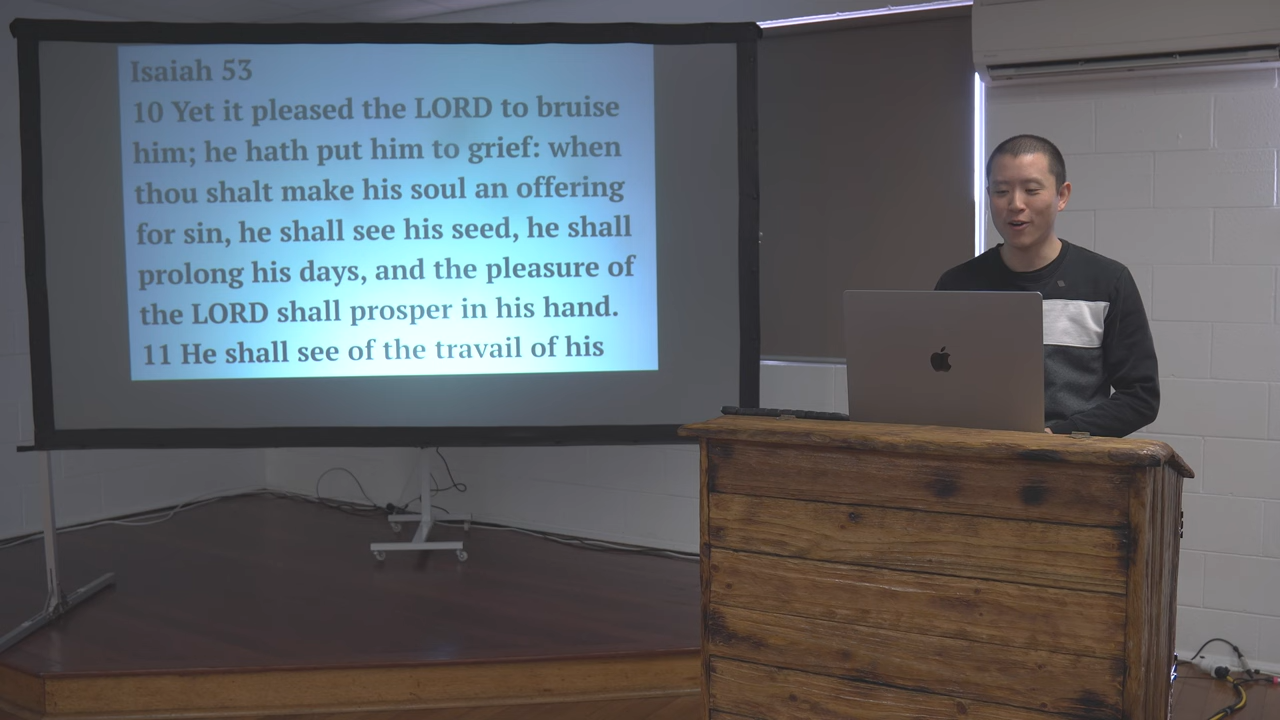 Isaiah 53
10 Yet it pleased the LORD to bruise
him; he hath put him to grief: when
thou shalt make his soul an offering
for sin, he shall see his seed, he shall
prolong his days, and the pleasure of
the LORD shall prosper in his hand.
11 He shall see of the travail of his